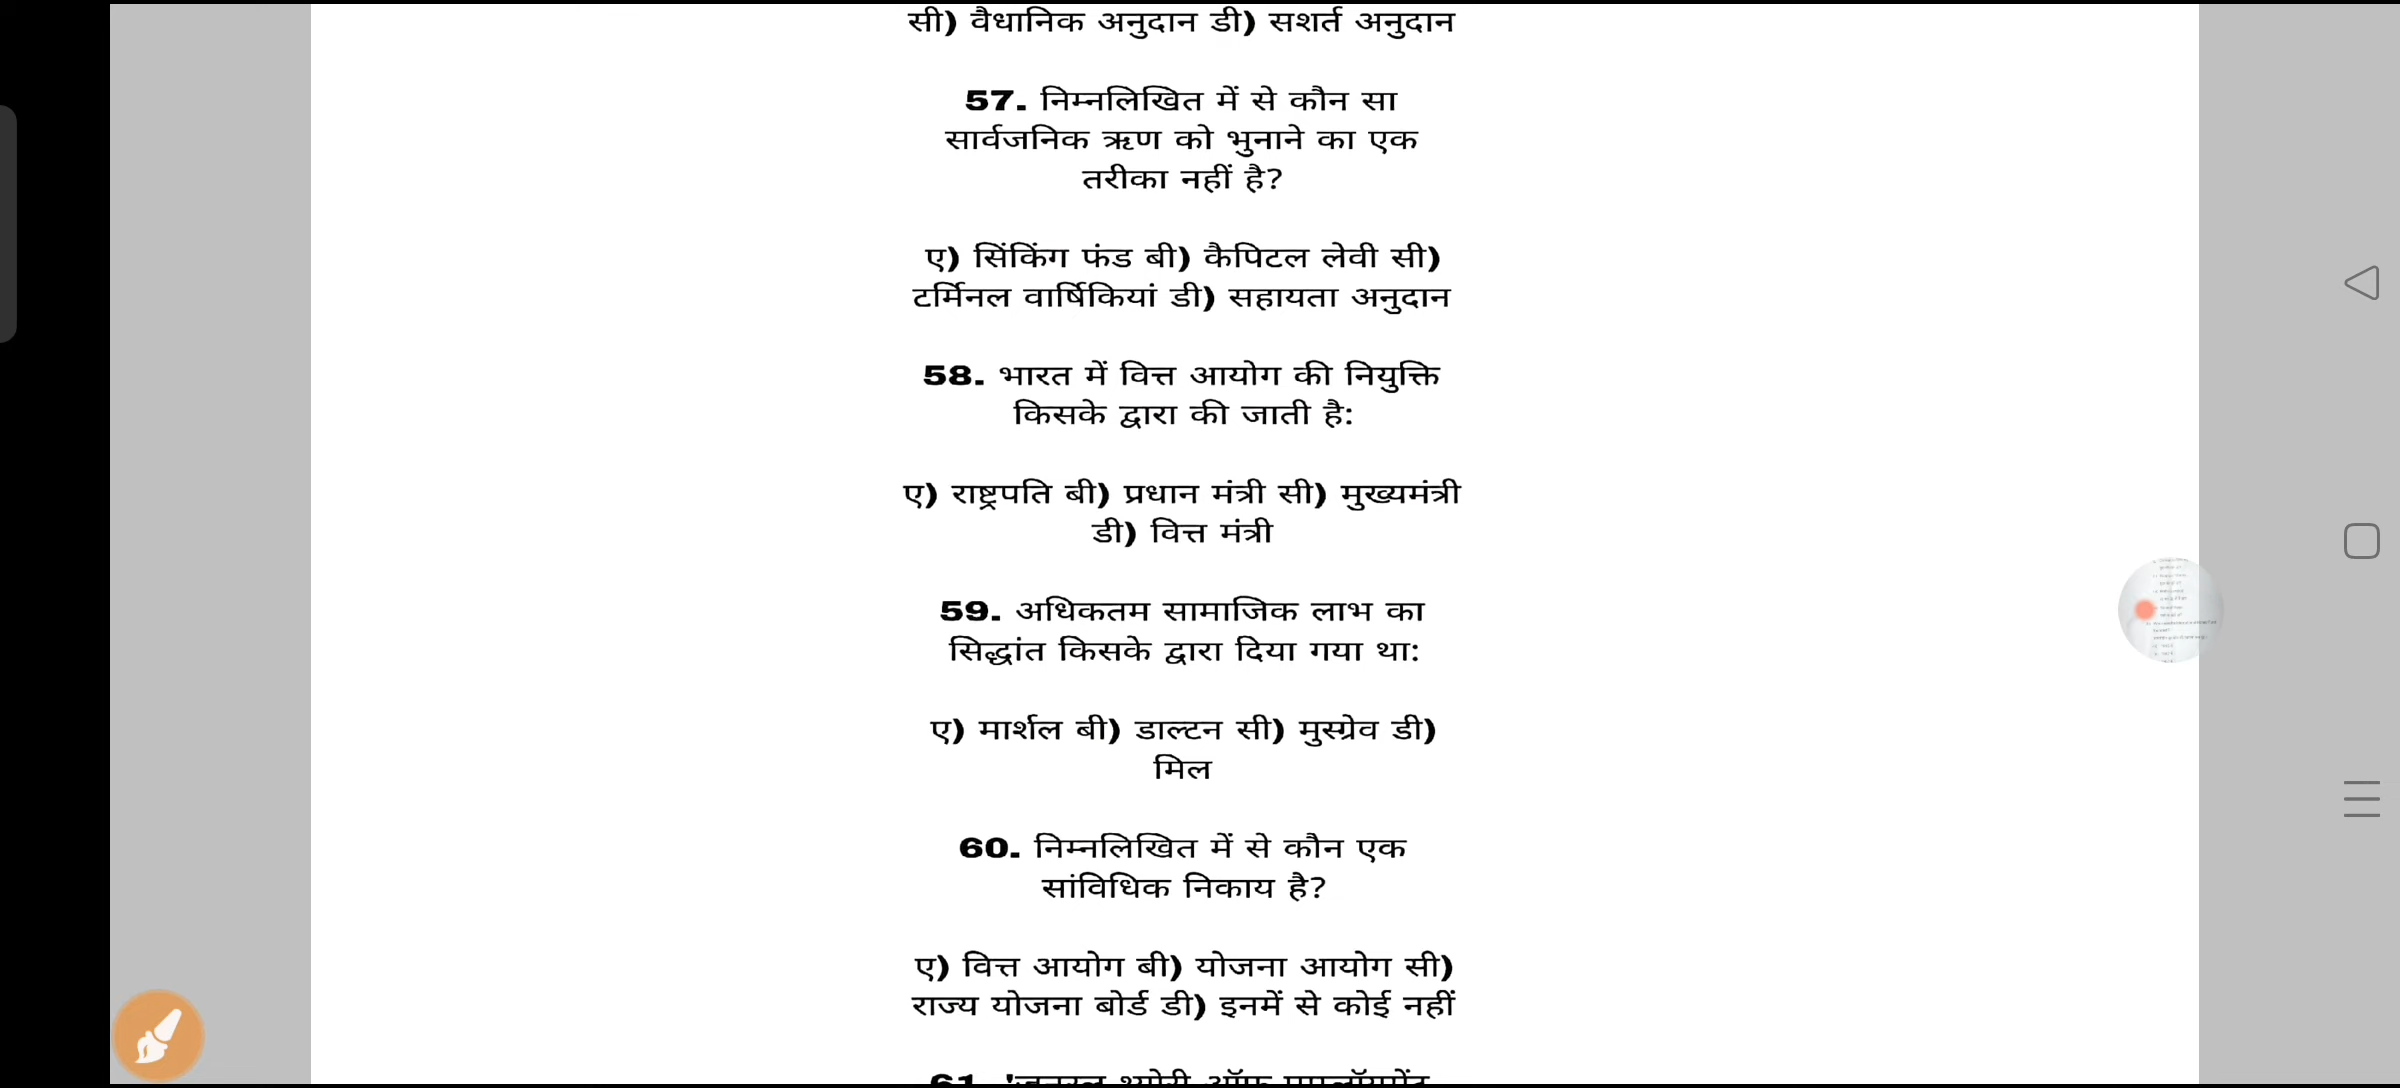 सी) वैधानिक अनुदान डी) सशर्त अनुदान
57. निम्नलिखित में से कौन सा
सार्वजनिक ऋण को भुनाने का एक
तरीका नहीं है?
ए) सिंकिंग फंड बी) कैपिटल लेवी सी)
टर्मिनल वार्षिकियां डी) सहायता अनुदान
58. भारत में वित्त आयोग की नियुक्ति
किसके द्वारा की जाती है:
ए) राष्ट्रपति बी) प्रधान मंत्री सी) मुख्यमंत्री
डी) वित्त मंत्री
59. अधिकतम सामाजिक लाभ का
सिद्धांत किसके द्वारा दिया गया था:
ए) मार्शल बी) डाल्टन सी) मुस्ग्रेव डी)
मिल
60. निम्नलिखित में से कौन एक
सांविधिक निकाय है?
ए) वित्त आयोग बी) योजना आयोग सी)
राज्य योजना बोर्ड डी) इनमें से कोई नहीं